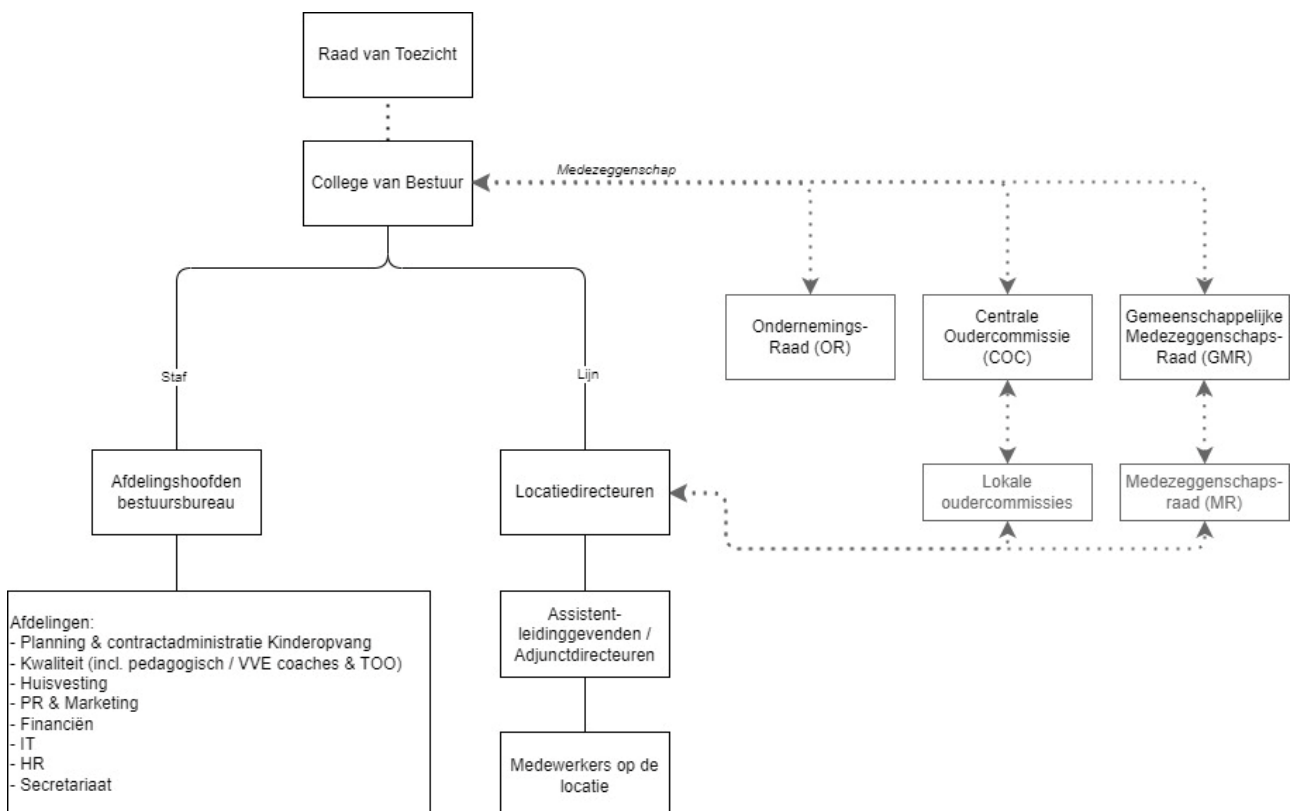 Raad van Toezicht
College van Bestuur
Medezeggenschap
Ondernemings-
Raad (OR)
Centrale
Oudercommissie
(COC)
Gemeenschappelijke
Medezeggenschaps-
Raad (GMR)
Staf
Lijn
Afdelingshoofden
bestuursbureau
Locatiedirecteuren
Lokale
oudercommissies
Medezeggenschaps-
raad (MR)
Afdelingen:
- Planning & contractadministratie Kinderopvang
- Kwaliteit (incl. pedagogisch / VVE coaches & TOO)
- Huisvesting
- PR & Marketing
- Financiën
- IT
- HR
- Secretariaat
Assistent-
leidinggevenden /
Adjunctdirecteuren
Medewerkers op de
locatie